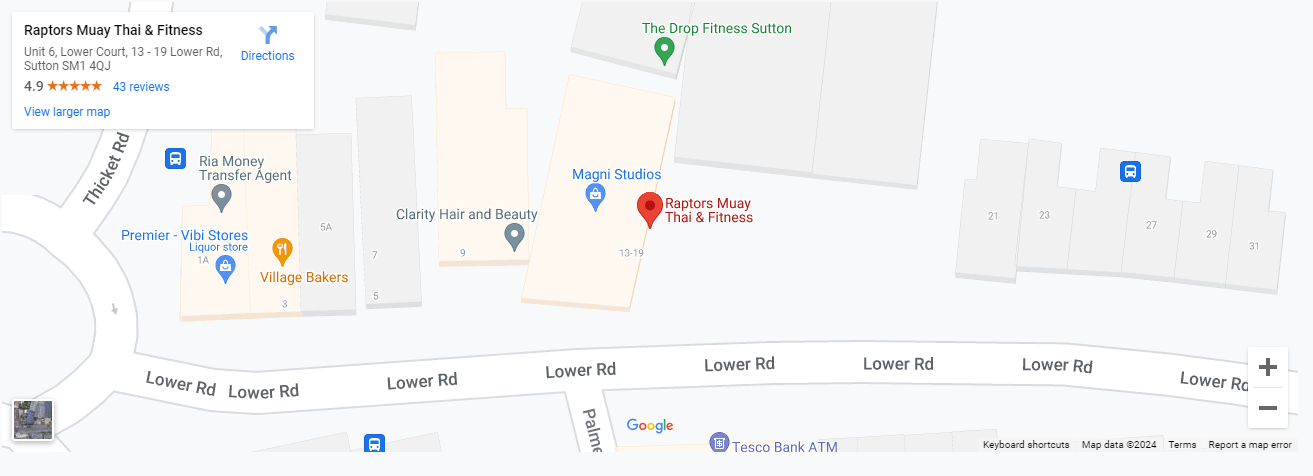 Raptors Muay Thai & Fitness
Unit 6, Lower Court, 13 - 19 Lower Rd,
Sutton SM1 4QJ
4.9
43 reviews
View larger map
Directions
The Drop Fitness Sutton
Thicket Rd
Ria Money
Transfer Agent
Magni Studios
Raptors Muay
Thai & Fitness
Clarity Hair and Beauty
Premier - Vibi Stores
Liquor store
1A
Village Bakers
3
5A
7
5
9
13-19
21
23
27
29
31
Lower Rd
Lower Rd
Lower Rd
Lower Rd
Lower Rd
Lower Rd
Lower Rd
Lower Rd
Palme
Google
Tesco Bank ATM
Keyboard shortcuts
Map data ©2024
Terms
Report a map error